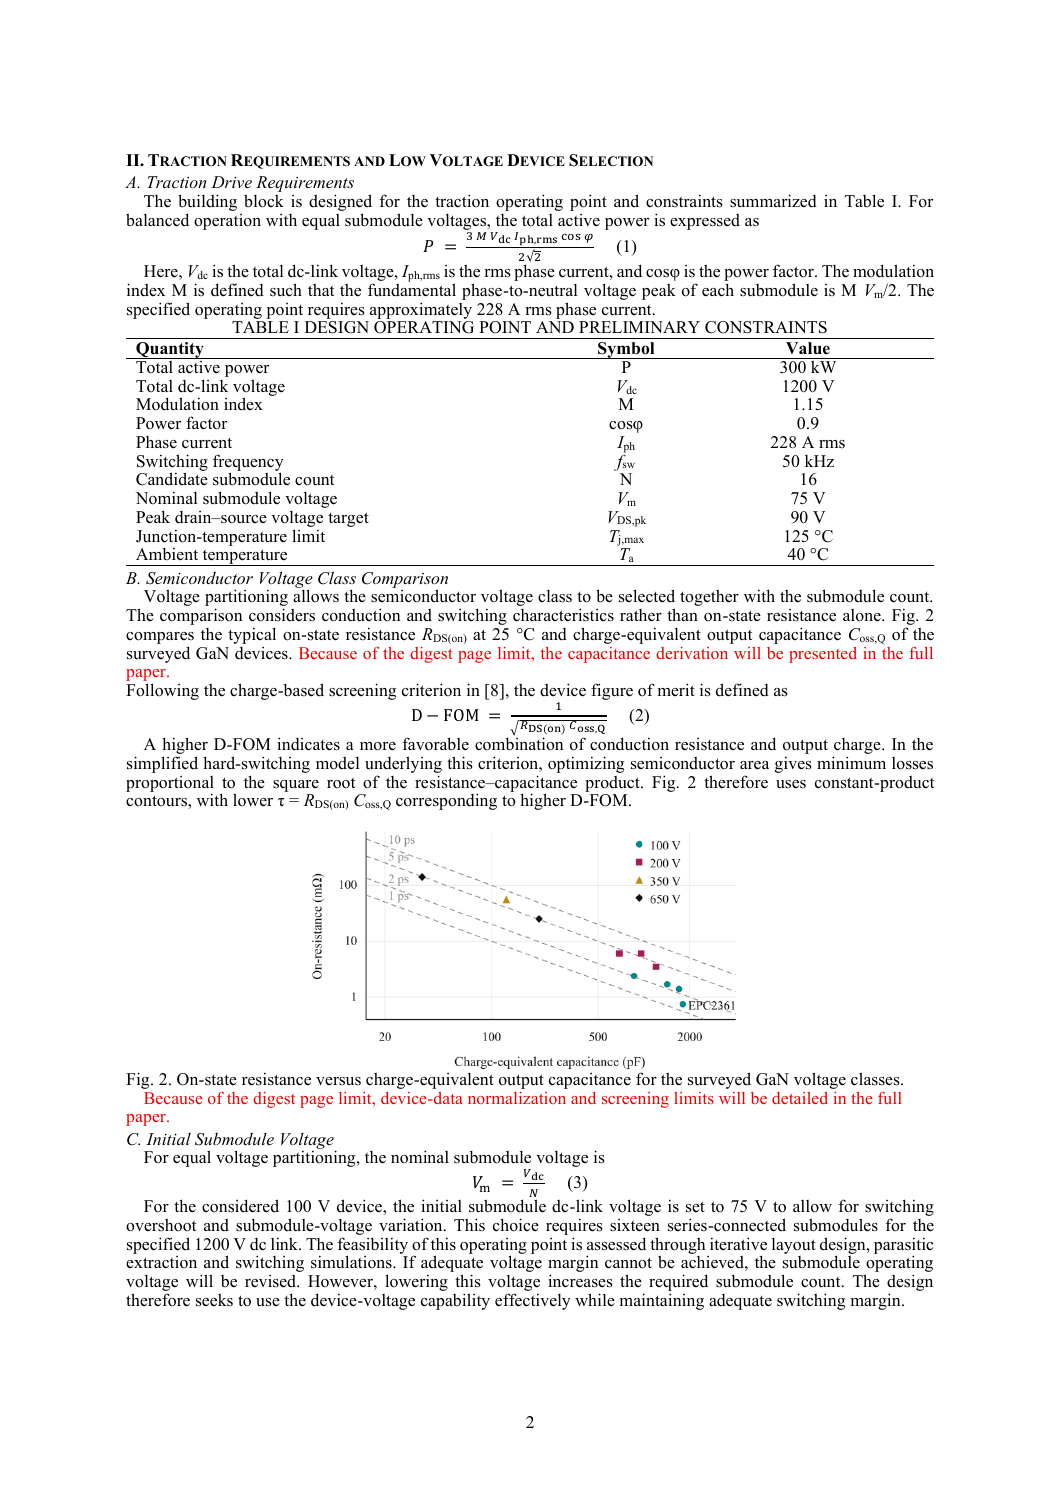 II. TRACTION REQUIREMENTS AND LOW VOLTAGE DEVICE SELECTION
A. Traction Drive Requirements
The building block is designed for the traction operating point and constraints summarized in Table I. For
balanced operation with equal submodule voltages, the total active power is expressed as
P = 3 M Vdc Iph,rms cos φ / 2√2 (1)
Here, Vdc is the total dc-link voltage, Iph,rms is the rms phase current, and cosφ is the power factor. The modulation
index M is defined such that the fundamental phase-to-neutral voltage peak of each submodule is M Vm/2. The
specified operating point requires approximately 228 A rms phase current.
TABLE I DESIGN OPERATING POINT AND PRELIMINARY CONSTRAINTS
Quantity Symbol Value
Total active power P 300 kW
Total dc-link voltage Vdc 1200 V
Modulation index M 1.15
Power factor cosφ 0.9
Phase current Iph 228 A rms
Switching frequency fsw 50 kHz
Candidate submodule count N 16
Nominal submodule voltage Vm 75 V
Peak drain–source voltage target VDS,pk 90 V
Junction-temperature limit Tj,max 125 °C
Ambient temperature Ta 40 °C
B. Semiconductor Voltage Class Comparison
Voltage partitioning allows the semiconductor voltage class to be selected together with the submodule count.
The comparison considers conduction and switching characteristics rather than on-state resistance alone. Fig. 2
compares the typical on-state resistance RDS(on) at 25 °C and charge-equivalent output capacitance Coss,Q of the
surveyed GaN devices. Because of the digest page limit, the capacitance derivation will be presented in the full
paper.
Following the charge-based screening criterion in [8], the device figure of merit is defined as
D − FOM = 1 / √RDS(on) Coss,Q (2)
A higher D-FOM indicates a more favorable combination of conduction resistance and output charge. In the
simplified hard-switching model underlying this criterion, optimizing semiconductor area gives minimum losses
proportional to the square root of the resistance–capacitance product. Fig. 2 therefore uses constant-product
contours, with lower τ = RDS(on) Coss,Q corresponding to higher D-FOM.
10 ps
5 ps
2 ps
1 ps
100 V
200 V
350 V
650 V
On-resistance (mΩ)
100
10
1
EPC2361
20 100 500 2000
Charge-equivalent capacitance (pF)
Fig. 2. On-state resistance versus charge-equivalent output capacitance for the surveyed GaN voltage classes.
Because of the digest page limit, device-data normalization and screening limits will be detailed in the full
paper.
C. Initial Submodule Voltage
For equal voltage partitioning, the nominal submodule voltage is
Vm = Vdc / N (3)
For the considered 100 V device, the initial submodule dc-link voltage is set to 75 V to allow for switching
overshoot and submodule-voltage variation. This choice requires sixteen series-connected submodules for the
specified 1200 V dc link. The feasibility of this operating point is assessed through iterative layout design, parasitic
extraction and switching simulations. If adequate voltage margin cannot be achieved, the submodule operating
voltage will be revised. However, lowering this voltage increases the required submodule count. The design
therefore seeks to use the device-voltage capability effectively while maintaining adequate switching margin.
2